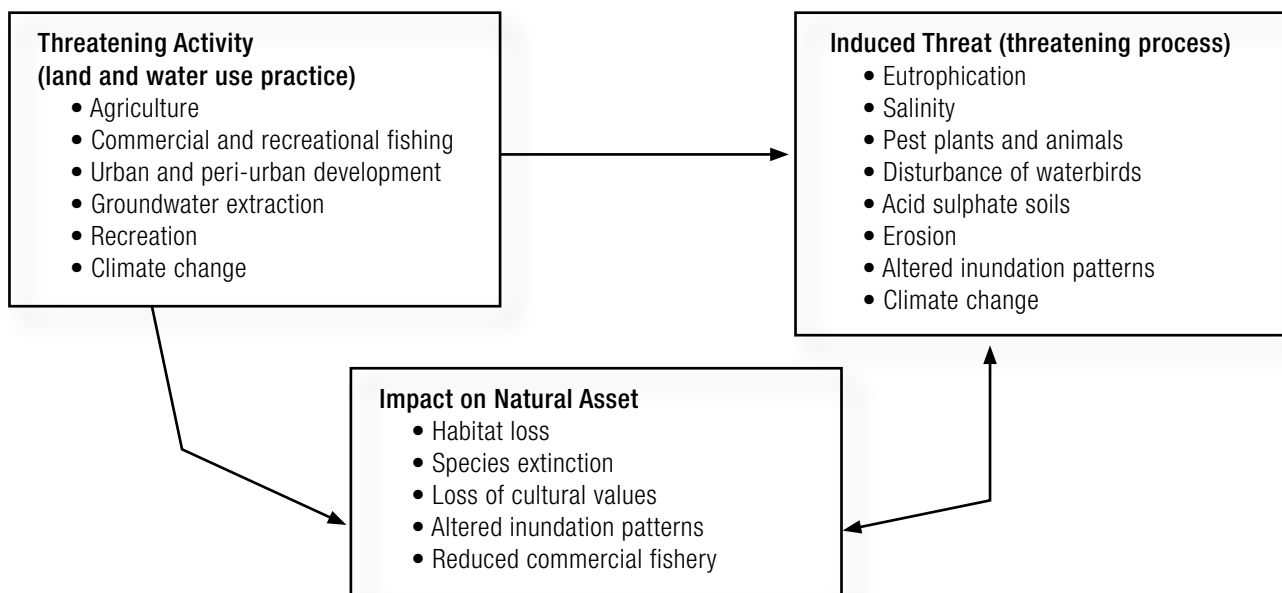 Threatening Activity
(land and water use practice)
• Agriculture
• Commercial and recreational fishing
• Urban and peri-urban development
• Groundwater extraction
• Recreation
• Climate change
Induced Threat (threatening process)
• Eutrophication
• Salinity
• Pest plants and animals
• Disturbance of waterbirds
• Acid sulphate soils
• Erosion
• Altered inundation patterns
• Climate change
Impact on Natural Asset
• Habitat loss
• Species extinction
• Loss of cultural values
• Altered inundation patterns
• Reduced commercial fishery